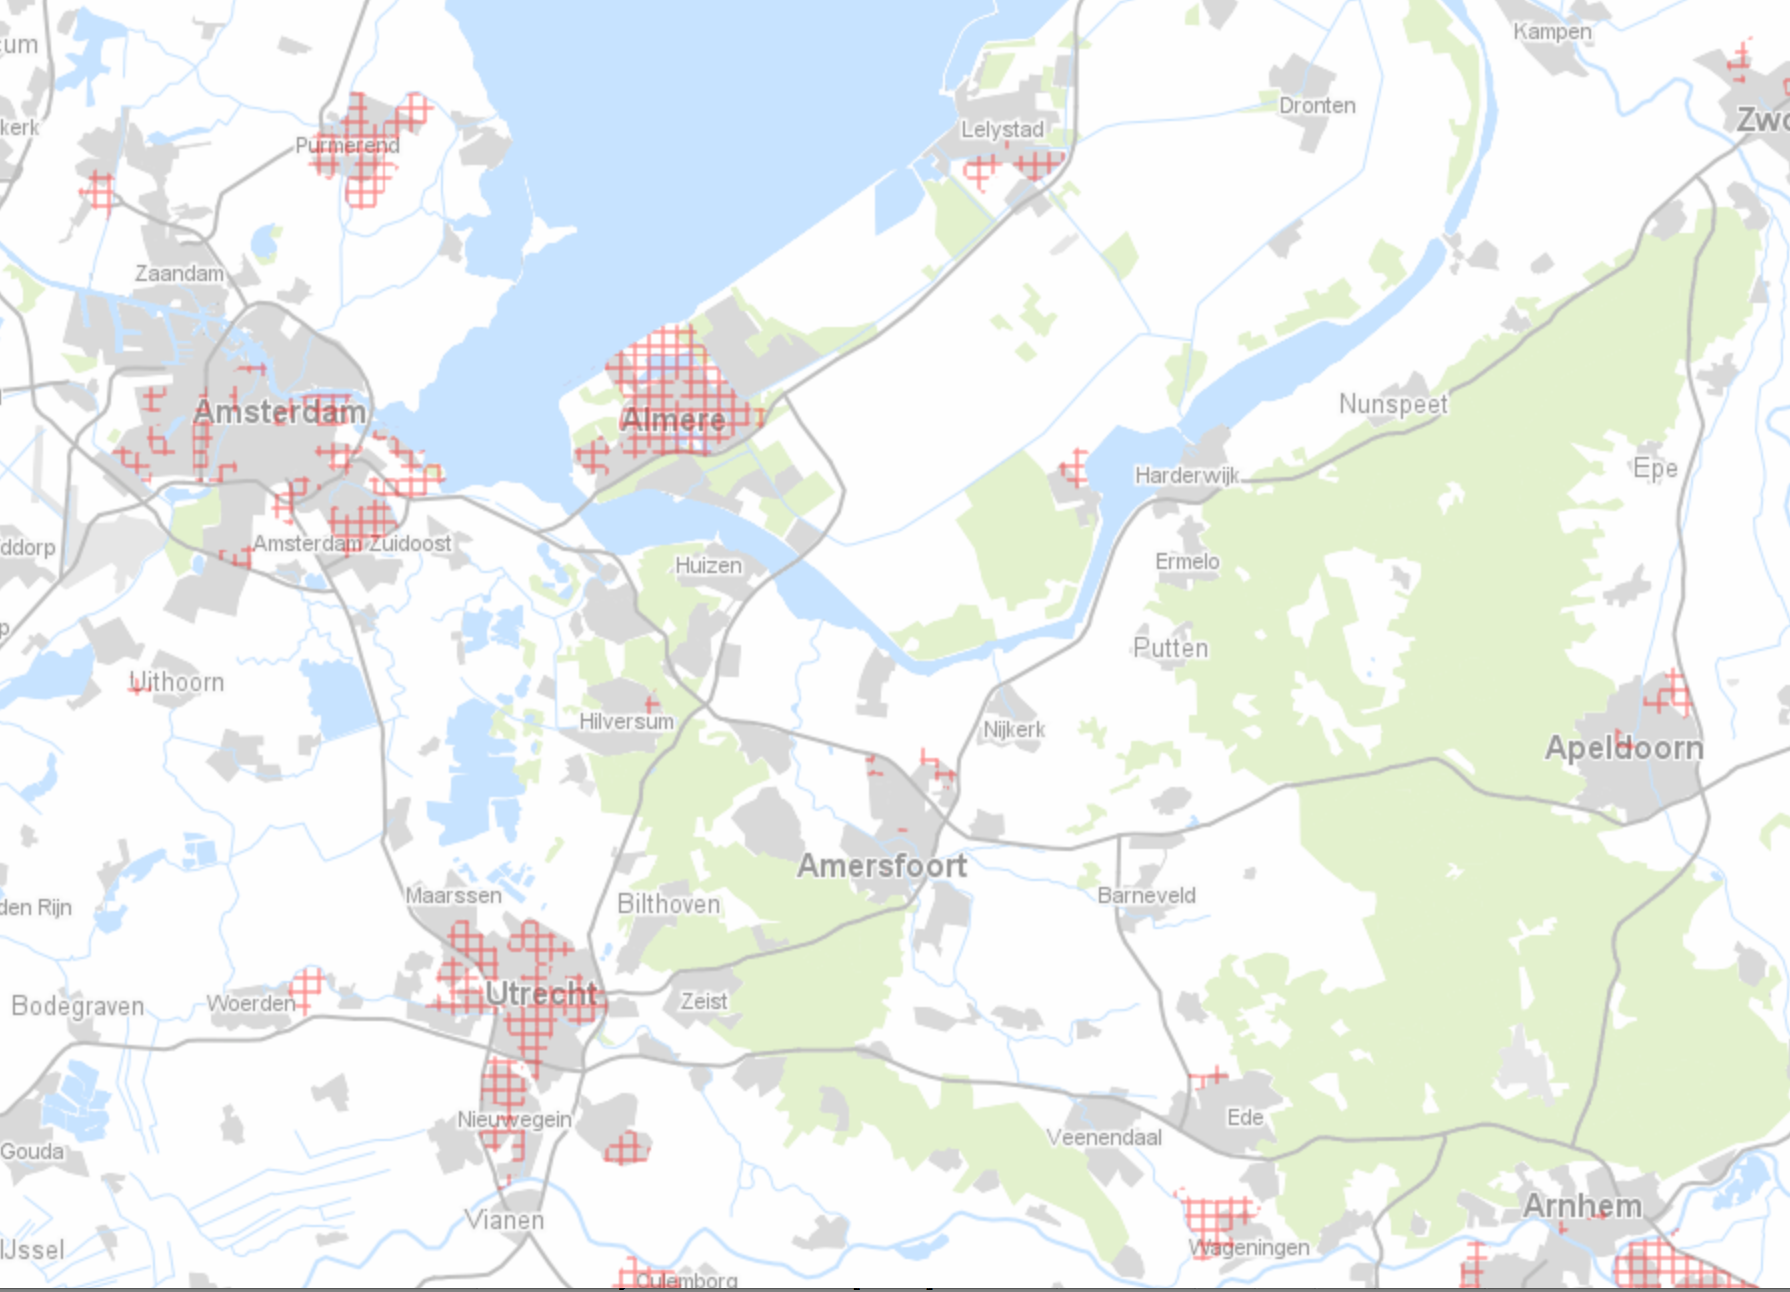 Kampen
cum
Dronten
Zwo
kerk
Lelystad
Purmerend
Zaandam
Nunspeet
Amsterdam
Almere
Epe
Harderwijk
ddorp
Amsterdam Zuidoost
Huizen
Ermelo
p
Putten
Uithoorn
Hilversum
Nijkerk
Apeldoorn
Amersfoort
Maarssen
Barneveld
den Rijn
Bilthoven
Bodegraven
Woerden
Utrecht
Zeist
Nieuwegein
Ede
Veenendaal
Gouda
Arnhem
Vianen
IJssel
Wageningen
Culemborg